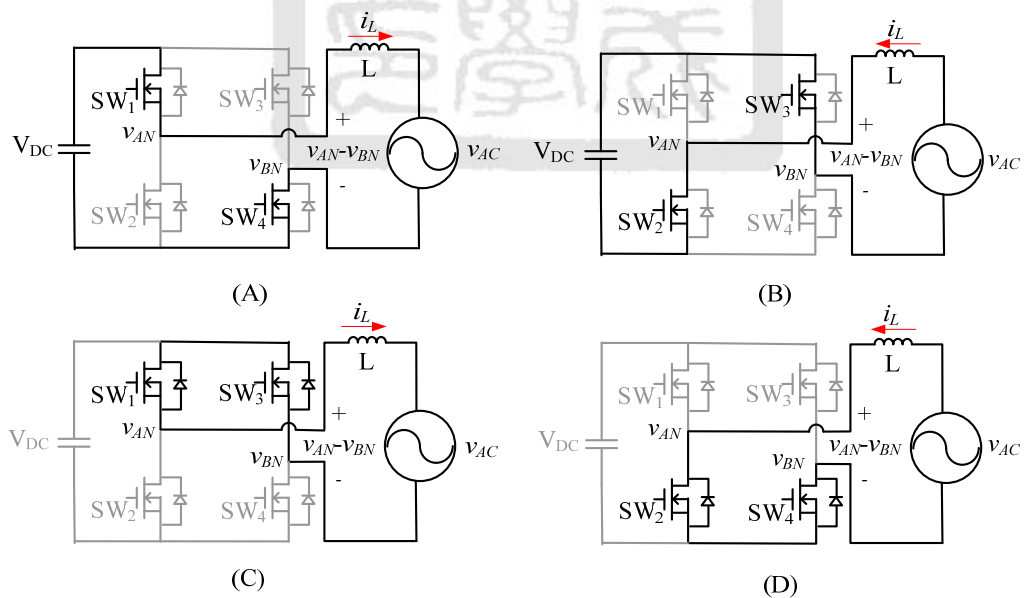 i_L
L
SW₁
SW₃
V_DC
v_AN
+
v_AN-v_BN
v_AC
v_BN
-
SW₂
SW₄
(A)
i_L
L
SW₁
SW₃
V_DC
v_AN
+
v_AN-v_BN
v_AC
v_BN
-
SW₂
SW₄
(B)
i_L
L
SW₁
SW₃
V_DC
v_AN
+
v_AN-v_BN
v_AC
v_BN
-
SW₂
SW₄
(C)
i_L
L
SW₁
SW₃
V_DC
v_AN
+
v_AN-v_BN
v_AC
v_BN
-
SW₂
SW₄
(D)